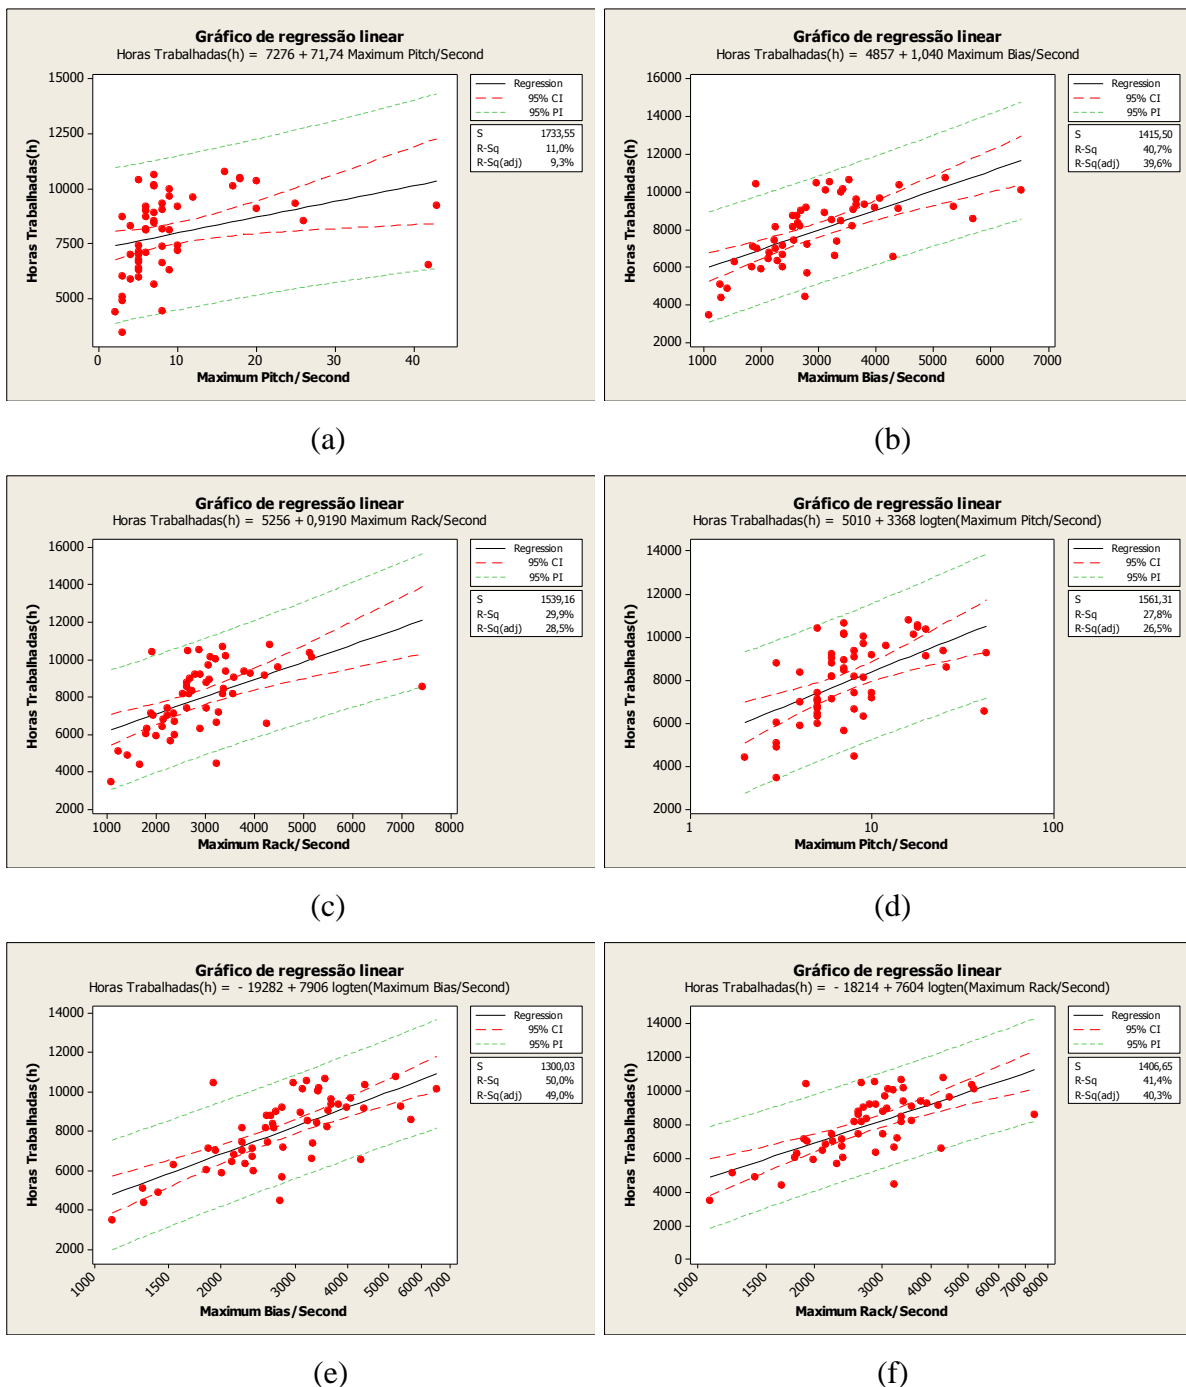 Gráfico de regressão linear
Horas Trabalhadas(h) = 7276 + 71,74 Maximum Pitch/Second
15000
12500
10000
7500
5000
Horas Trabalhadas(h)
0 10 20 30 40
Maximum Pitch/Second
Regression
95% CI
95% PI
S 1733,55
R-Sq 11,0%
R-Sq(adj) 9,3%
(a)
Gráfico de regressão linear
Horas Trabalhadas(h) = 4857 + 1,040 Maximum Bias/Second
16000
14000
12000
10000
8000
6000
4000
2000
Horas Trabalhadas(h)
1000 2000 3000 4000 5000 6000 7000
Maximum Bias/Second
Regression
95% CI
95% PI
S 1415,50
R-Sq 40,7%
R-Sq(adj) 39,6%
(b)
Gráfico de regressão linear
Horas Trabalhadas(h) = 5256 + 0,9190 Maximum Rack/Second
16000
14000
12000
10000
8000
6000
4000
2000
Horas Trabalhadas(h)
1000 2000 3000 4000 5000 6000 7000 8000
Maximum Rack/Second
Regression
95% CI
95% PI
S 1539,16
R-Sq 29,9%
R-Sq(adj) 28,5%
(c)
Gráfico de regressão linear
Horas Trabalhadas(h) = 5010 + 3368 logten(Maximum Pitch/Second)
14000
12000
10000
8000
6000
4000
2000
Horas Trabalhadas(h)
1 10 100
Maximum Pitch/Second
Regression
95% CI
95% PI
S 1561,31
R-Sq 27,8%
R-Sq(adj) 26,5%
(d)
Gráfico de regressão linear
Horas Trabalhadas(h) = - 19282 + 7906 logten(Maximum Bias/Second)
14000
12000
10000
8000
6000
4000
2000
Horas Trabalhadas(h)
1000 1500 2000 3000 4000 5000 6000 7000
Maximum Bias/Second
Regression
95% CI
95% PI
S 1300,03
R-Sq 50,0%
R-Sq(adj) 49,0%
(e)
Gráfico de regressão linear
Horas Trabalhadas(h) = - 18214 + 7604 logten(Maximum Rack/Second)
14000
12000
10000
8000
6000
4000
2000
0
Horas Trabalhadas(h)
1000 1500 2000 3000 4000 5000 6000 7000 8000
Maximum Rack/Second
Regression
95% CI
95% PI
S 1406,65
R-Sq 41,4%
R-Sq(adj) 40,3%
(f)